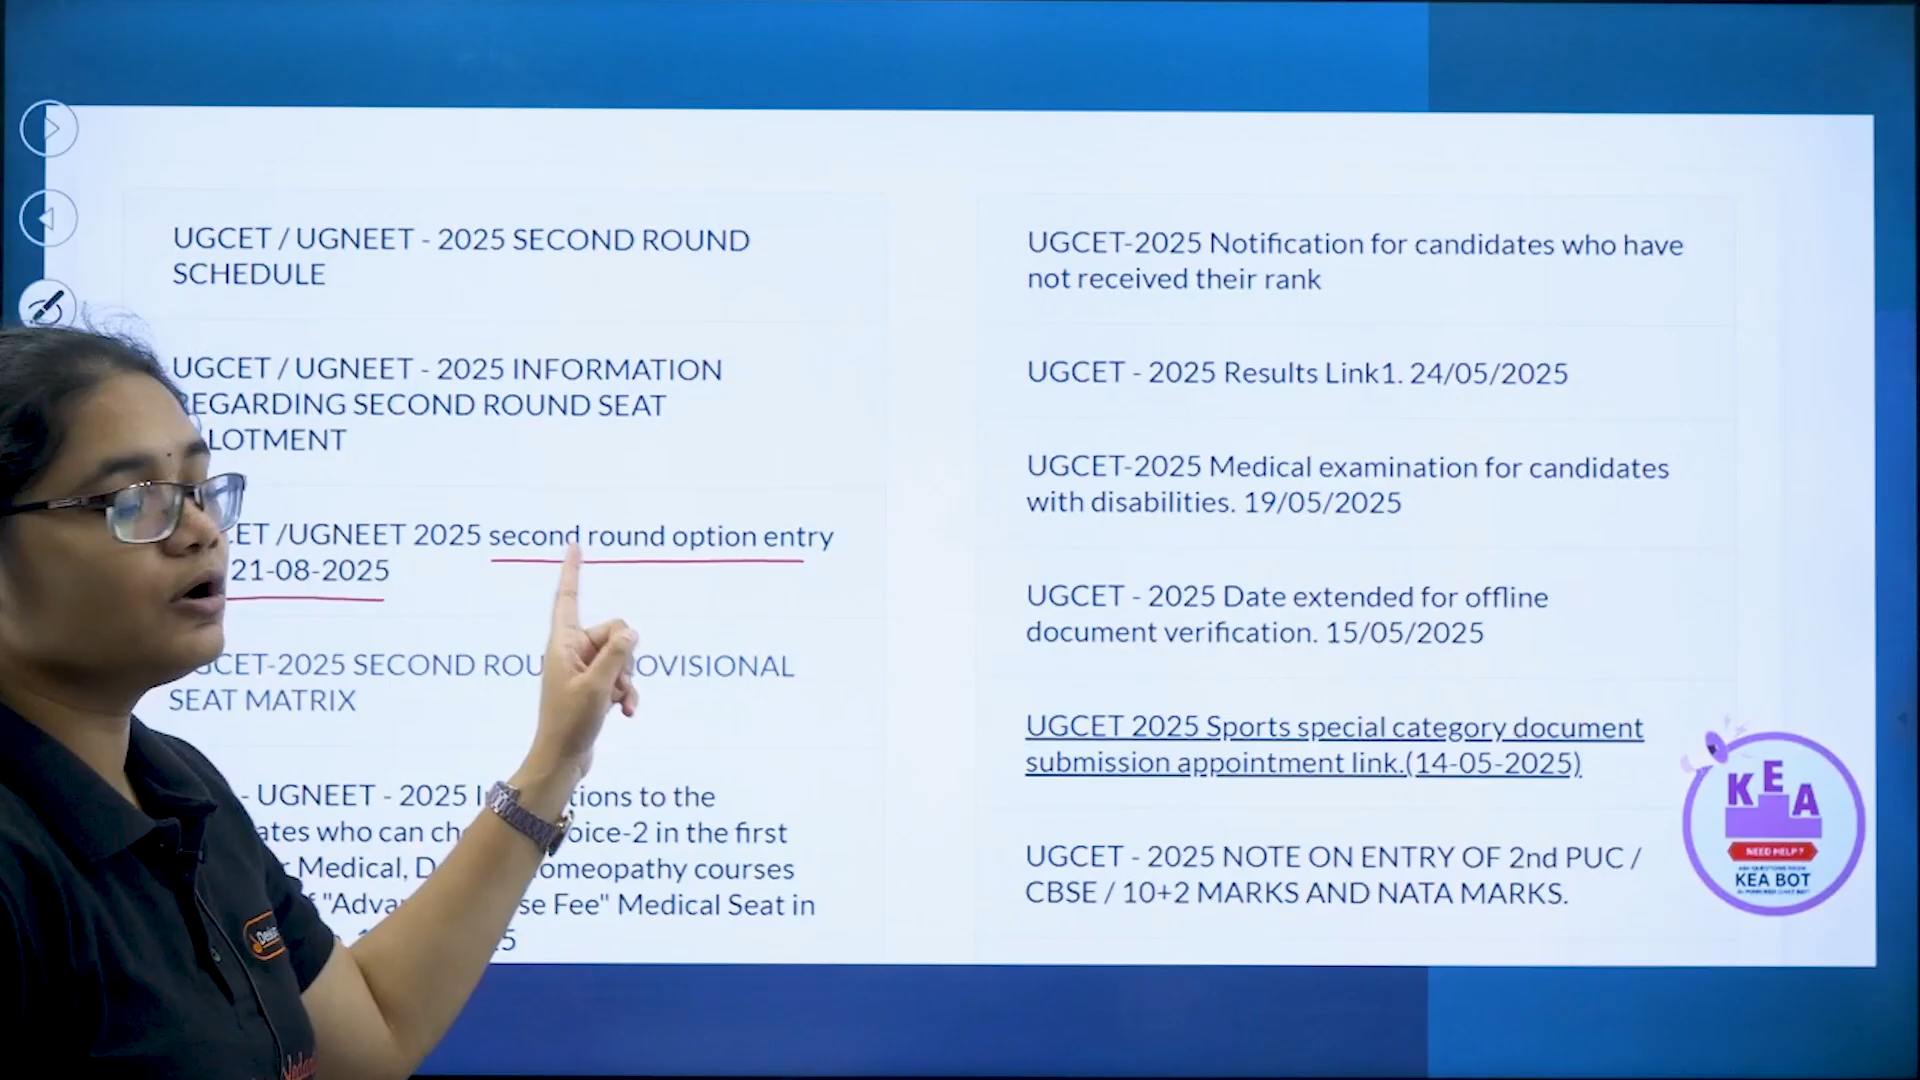 UGCET / UGNEET - 2025 SECOND ROUND
SCHEDULE
UGCET / UGNEET - 2025 INFORMATION
REGARDING SECOND ROUND SEAT
LOTMENT
CET /UGNEET 2025 second round option entry
21-08-2025
UGCET-2025 SECOND ROU OVISIONAL
SEAT MATRIX
- UGNEET - 2025 I tions to the
ates who can ch oice-2 in the first
r Medical, D omeopathy courses
"Adva se Fee" Medical Seat in
5
UGCET-2025 Notification for candidates who have
not received their rank
UGCET - 2025 Results Link1. 24/05/2025
UGCET-2025 Medical examination for candidates
with disabilities. 19/05/2025
UGCET - 2025 Date extended for offline
document verification. 15/05/2025
UGCET 2025 Sports special category document
submission appointment link.(14-05-2025)
UGCET - 2025 NOTE ON ENTRY OF 2nd PUC /
CBSE / 10+2 MARKS AND NATA MARKS.
KEA
NEED HELP ?
KEA BOT